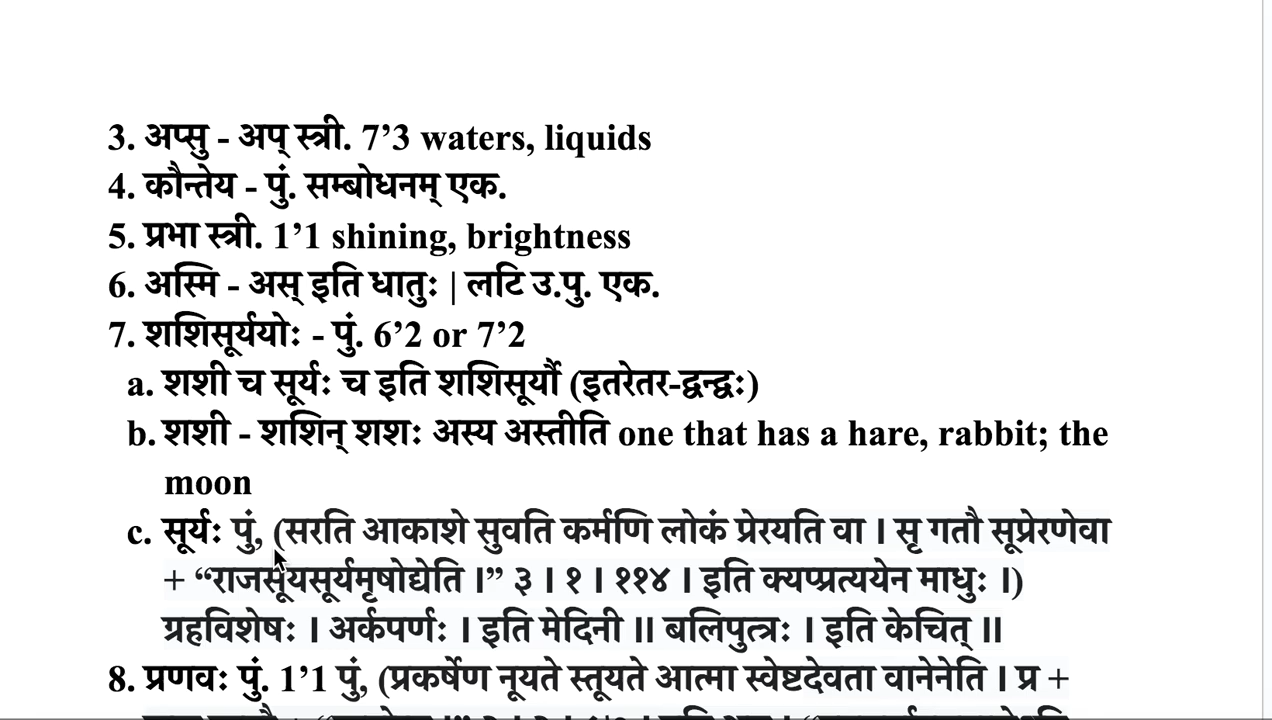 3. अप्सु - अप् स्त्री. 7’3 waters, liquids
4. कौन्तेय - पुं. सम्बोधनम् एक.
5. प्रभा स्त्री. 1’1 shining, brightness
6. अस्मि - अस् इति धातुः | लटि उ.पु. एक.
7. शशिसूर्ययोः - पुं. 6’2 or 7’2
a. शशी च सूर्यः च इति शशिसूर्यौ (इतरेतर-द्वन्द्वः)
b. शशी - शशिन् शशः अस्य अस्तीति one that has a hare, rabbit; the
moon
c. सूर्यः पुं, (सरति आकाशे सुवति कर्मणि लोकं प्रेरयति वा । सृ गतौ सूप्रेरणेवा
+ “राजसूयसूर्यमृषोद्येति ।” ३ । १ । ११४ । इति क्यप्प्रत्ययेन माधुः ।)
ग्रहविशेषः । अर्कपर्णः । इति मेदिनी ॥ बलिपुत्त्रः । इति केचित् ॥
8. प्रणवः पुं. 1’1 पुं, (प्रकर्षेण नूयते स्तूयते आत्मा स्वेष्टदेवता वानेनेति । प्र +